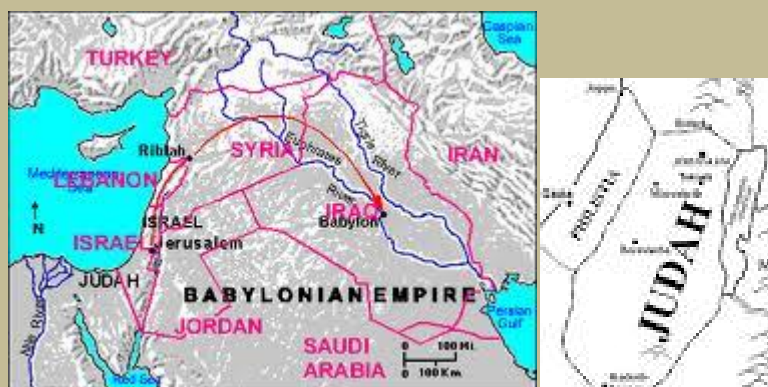 Caspian
Sea
TURKEY
Riblah
SYRIA
Euphrates
River
Tigris River
IRAN
Mediterranean
Sea
LEBANON
N
ISRAEL
ISRAEL
Jerusalem
IRAQ
Babylon
JUDAH
BABYLONIAN EMPIRE
JORDAN
Nile River
Persian
Gulf
SAUDI
ARABIA
0 100 Mi.
0 100 Km
Red Sea
PHILISTIA
JUDAH